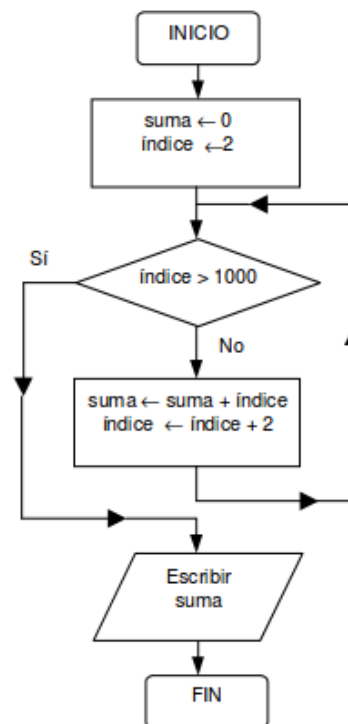 INICIO
suma ← 0
índice ←2
Sí
índice > 1000
No
suma ← suma + índice
índice ← índice + 2
Escribir
suma
FIN